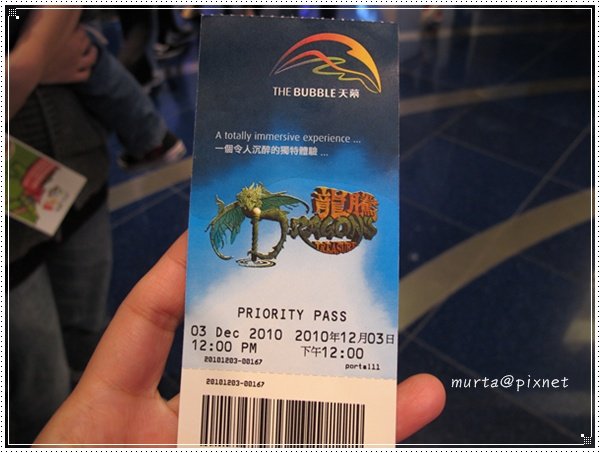 THE BUBBLE 天幕
A totally immersive experience ...
一個令人沉醉的獨特體驗 ...
龍騰
DRAGON'S
TREASURE
PRIORITY PASS
03 Dec 2010 2010年12月03日
12:00 PM 下午12:00
20101203-00167 portal11
20101203-00167
murta@pixnet